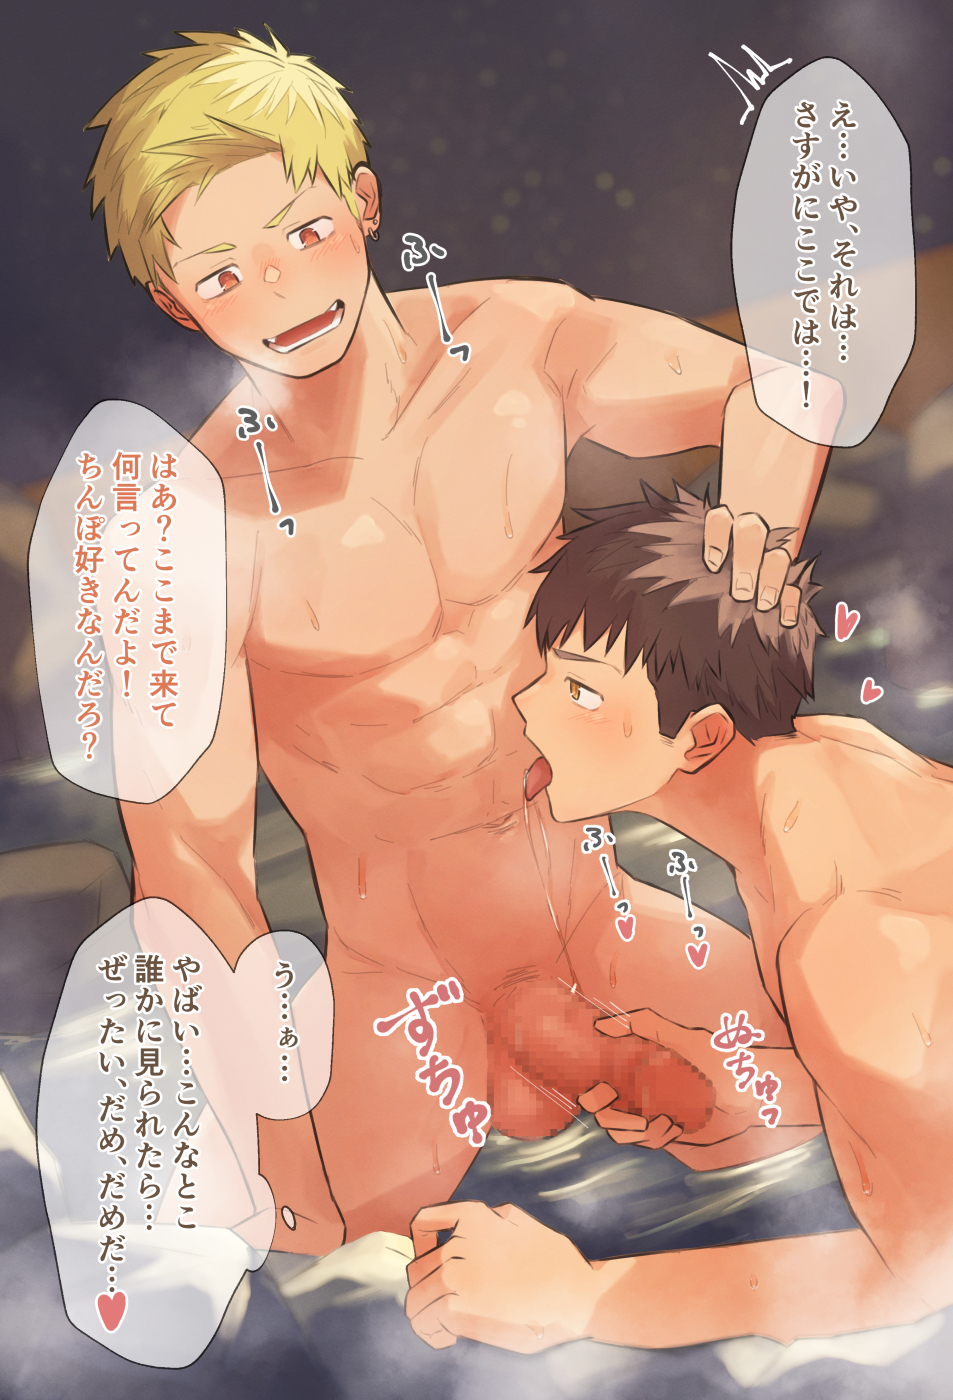 え…いや、それは…
さすがにここでは…！
ふーっ
ふーっ
はあ？ここまで来て
何言ってんだよ！
ちんぽ好きなんだろ？
ふーっ
ふーっ
ぬちゅっ
ずちゅ
う…ぁ…
やばい…こんなとこ
誰かに見られたら…
ぜったい、だめ、だめだ…♥